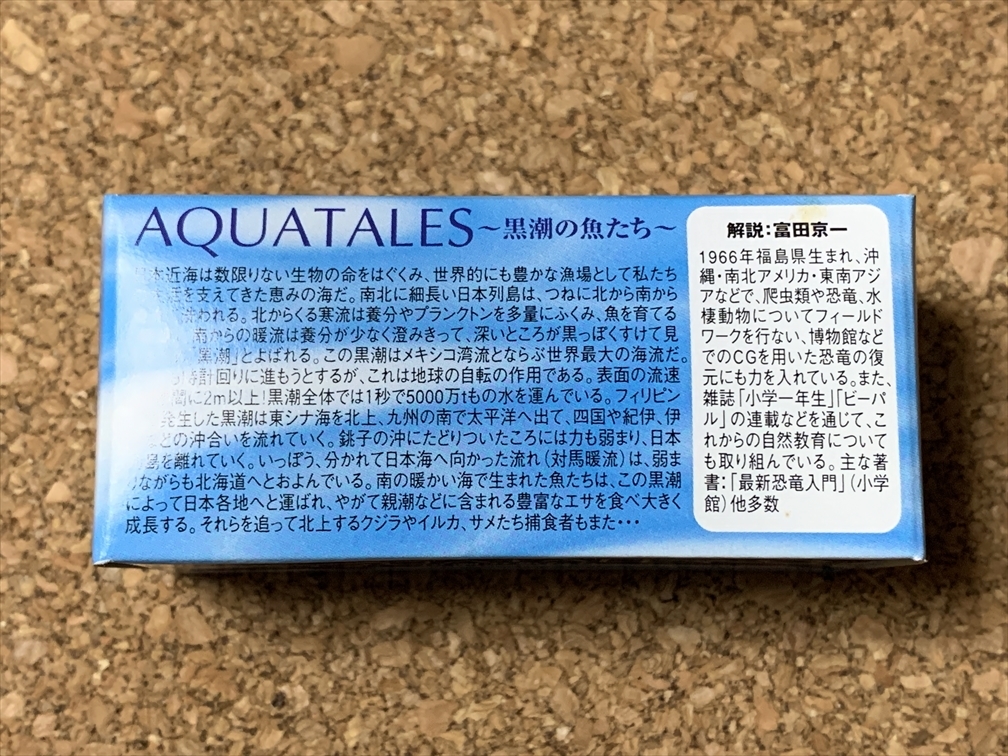 AQUATALES～黒潮の魚たち～
本近海は数限りない生物の命をはぐくみ、世界的にも豊かな漁場として私たち
を支えてきた恵みの海だ。南北に細長い日本列島は、つねに北から南から
われる。北からくる寒流は養分やプランクトンを多量にふくみ、魚を育てる
南からの暖流は養分が少なく澄みきって、深いところが黒っぽくすけて見
黒潮」とよばれる。この黒潮はメキシコ湾流とならぶ世界最大の海流だ。
時計回りに進もうとするが、これは地球の自転の作用である。表面の流速
間に2m以上!黒潮全体では1秒で5000万tもの水を運んでいる。フィリピン
発生した黒潮は東シナ海を北上、九州の南で太平洋へ出て、四国や紀伊、伊
どの沖合いを流れていく。銚子の沖にたどりついたころには力も弱まり、日本
島を離れていく。いっぽう、分かれて日本海へ向かった流れ(対馬暖流)は、弱ま
ながらも北海道へとおよんでいる。南の暖かい海で生まれた魚たちは、この黒潮
によって日本各地へと運ばれ、やがて親潮などに含まれる豊富なエサを食べ大きく
成長する。それらを追って北上するクジラやイルカ、サメたち捕食者もまた・・・
解説:富田京一
1966年福島県生まれ、沖
縄・南北アメリカ・東南アジ
アなどで、爬虫類や恐竜、水
棲動物についてフィールド
ワークを行ない、博物館など
でのCGを用いた恐竜の復
元にも力を入れている。また、
雑誌「小学一年生」「ビーパ
ル」の連載などを通じて、こ
れからの自然教育について
も取り組んでいる。主な著
書:「最新恐竜入門」(小学
館)他多数